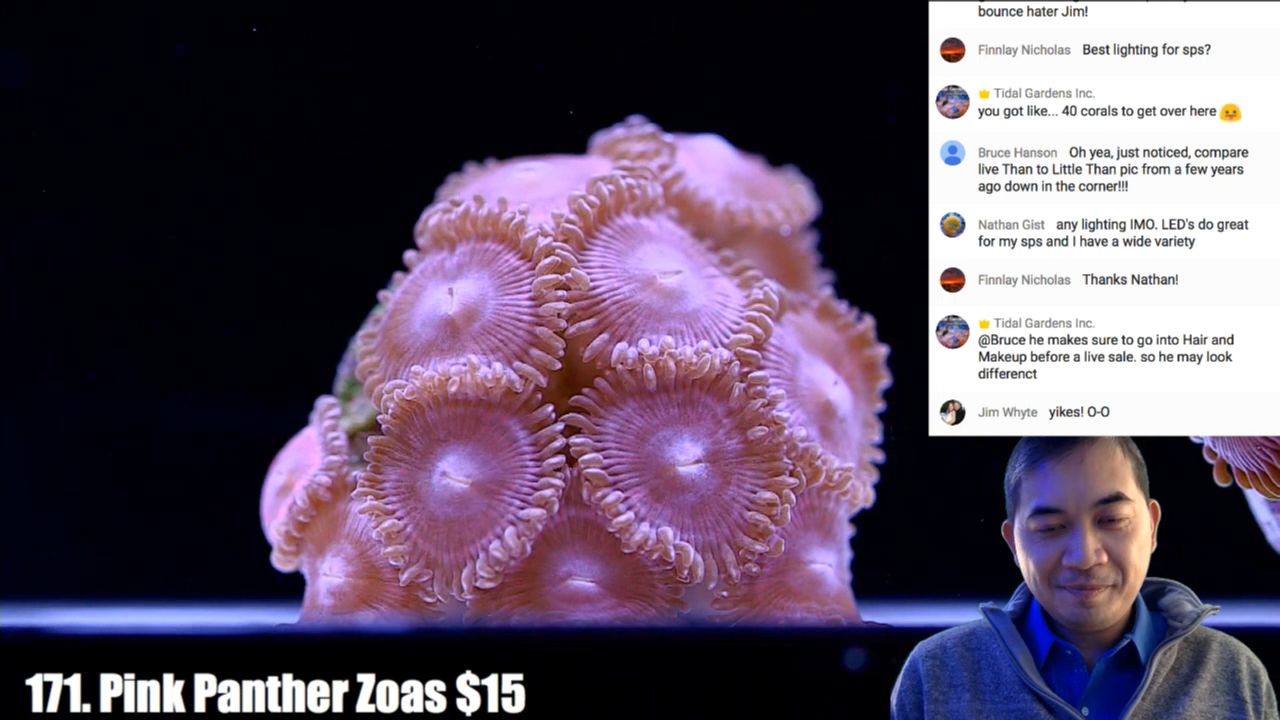 bounce hater Jim!
Finnlay Nicholas Best lighting for sps?
Tidal Gardens Inc.
you got like... 40 corals to get over here
Bruce Hanson Oh yea, just noticed, compare
live Than to Little Than pic from a few years
ago down in the corner!!!
Nathan Gist any lighting IMO. LED's do great
for my sps and I have a wide variety
Finnlay Nicholas Thanks Nathan!
Tidal Gardens Inc.
@Bruce he makes sure to go into Hair and
Makeup before a live sale. so he may look
differenct
Jim Whyte yikes! O-O
171. Pink Panther Zoas $15